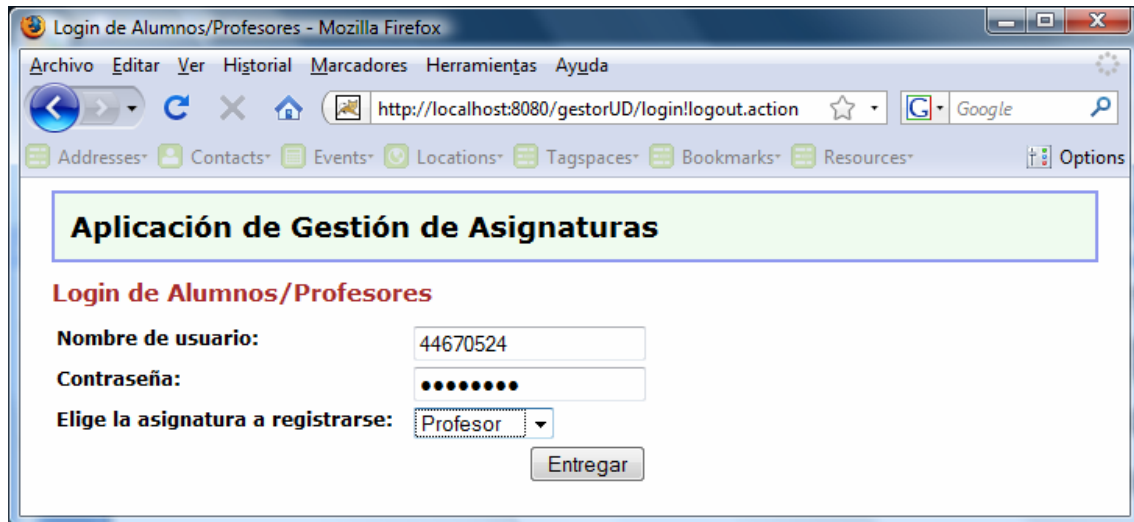 Login de Alumnos/Profesores - Mozilla Firefox
Archivo Editar Ver Historial Marcadores Herramientas Ayuda
http://localhost:8080/gestorUD/login!logout.action G Google
Addresses Contacts Events Locations Tagspaces Bookmarks Resources Options
Aplicación de Gestión de Asignaturas
Login de Alumnos/Profesores
Nombre de usuario: 44670524
Contraseña: ••••••••
Elige la asignatura a registrarse: Profesor
Entregar